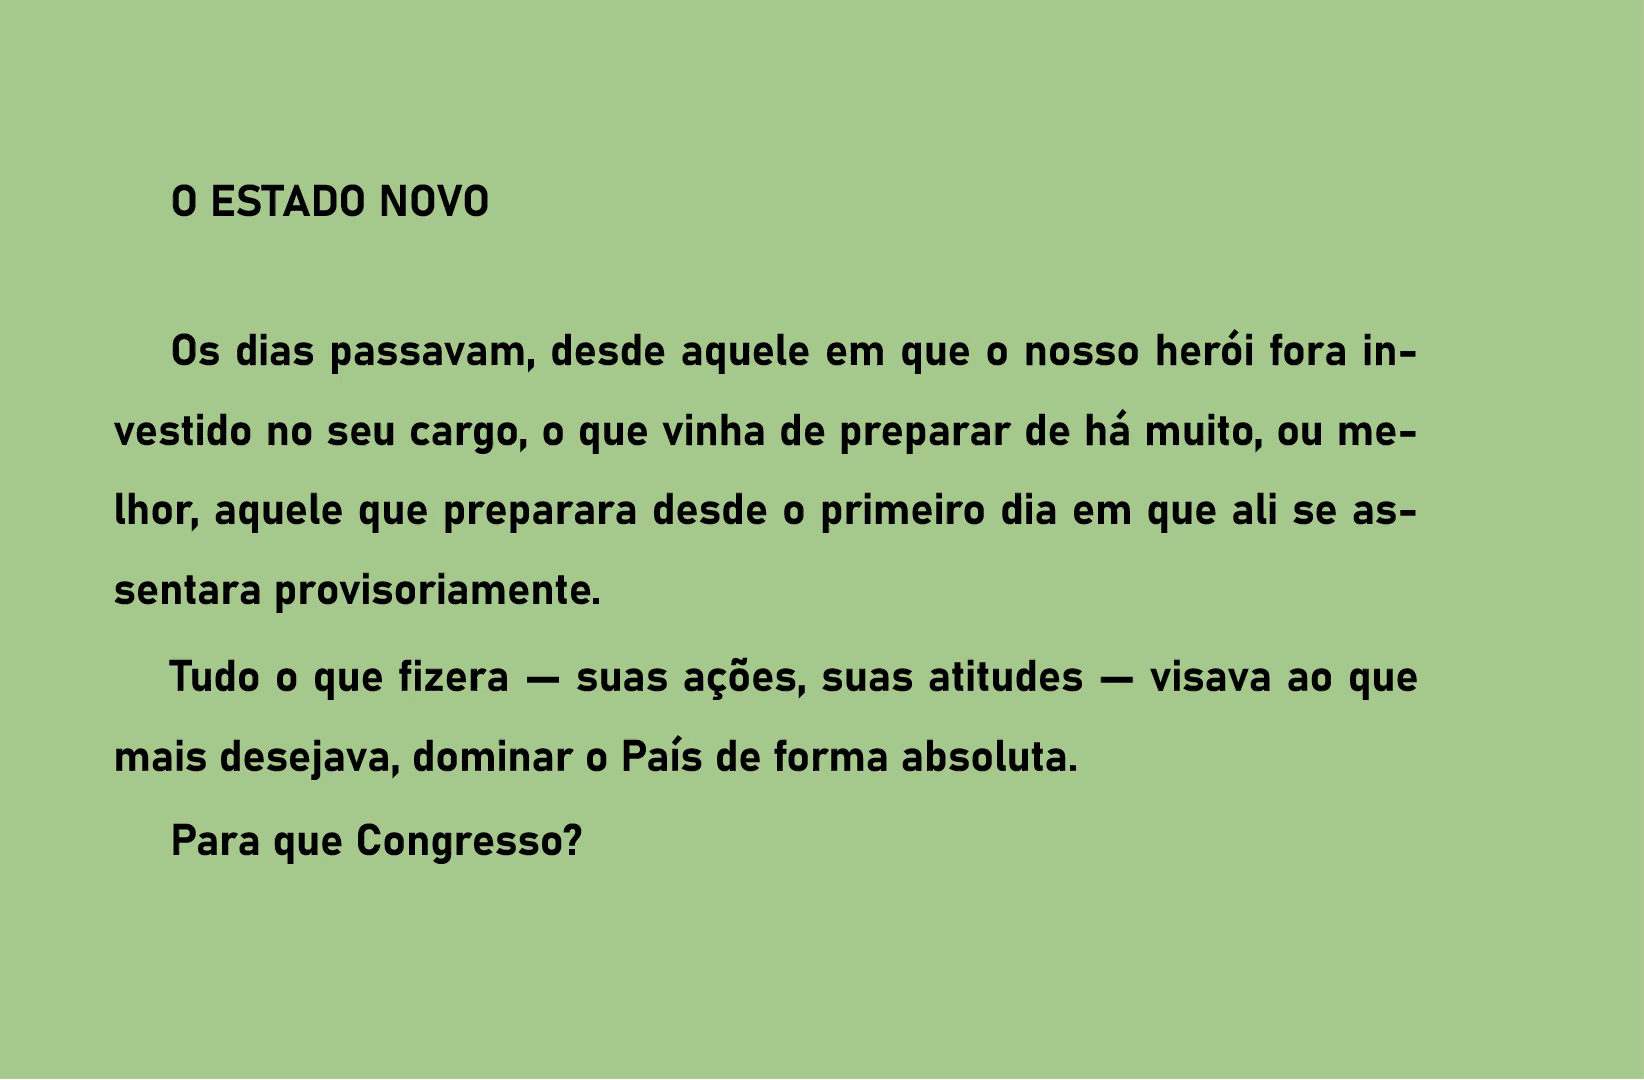 O ESTADO NOVO
Os dias passavam, desde aquele em que o nosso herói fora in-
vestido no seu cargo, o que vinha de preparar de há muito, ou me-
lhor, aquele que preparara desde o primeiro dia em que ali se as-
sentara provisoriamente.
Tudo o que fizera — suas ações, suas atitudes — visava ao que
mais desejava, dominar o País de forma absoluta.
Para que Congresso?